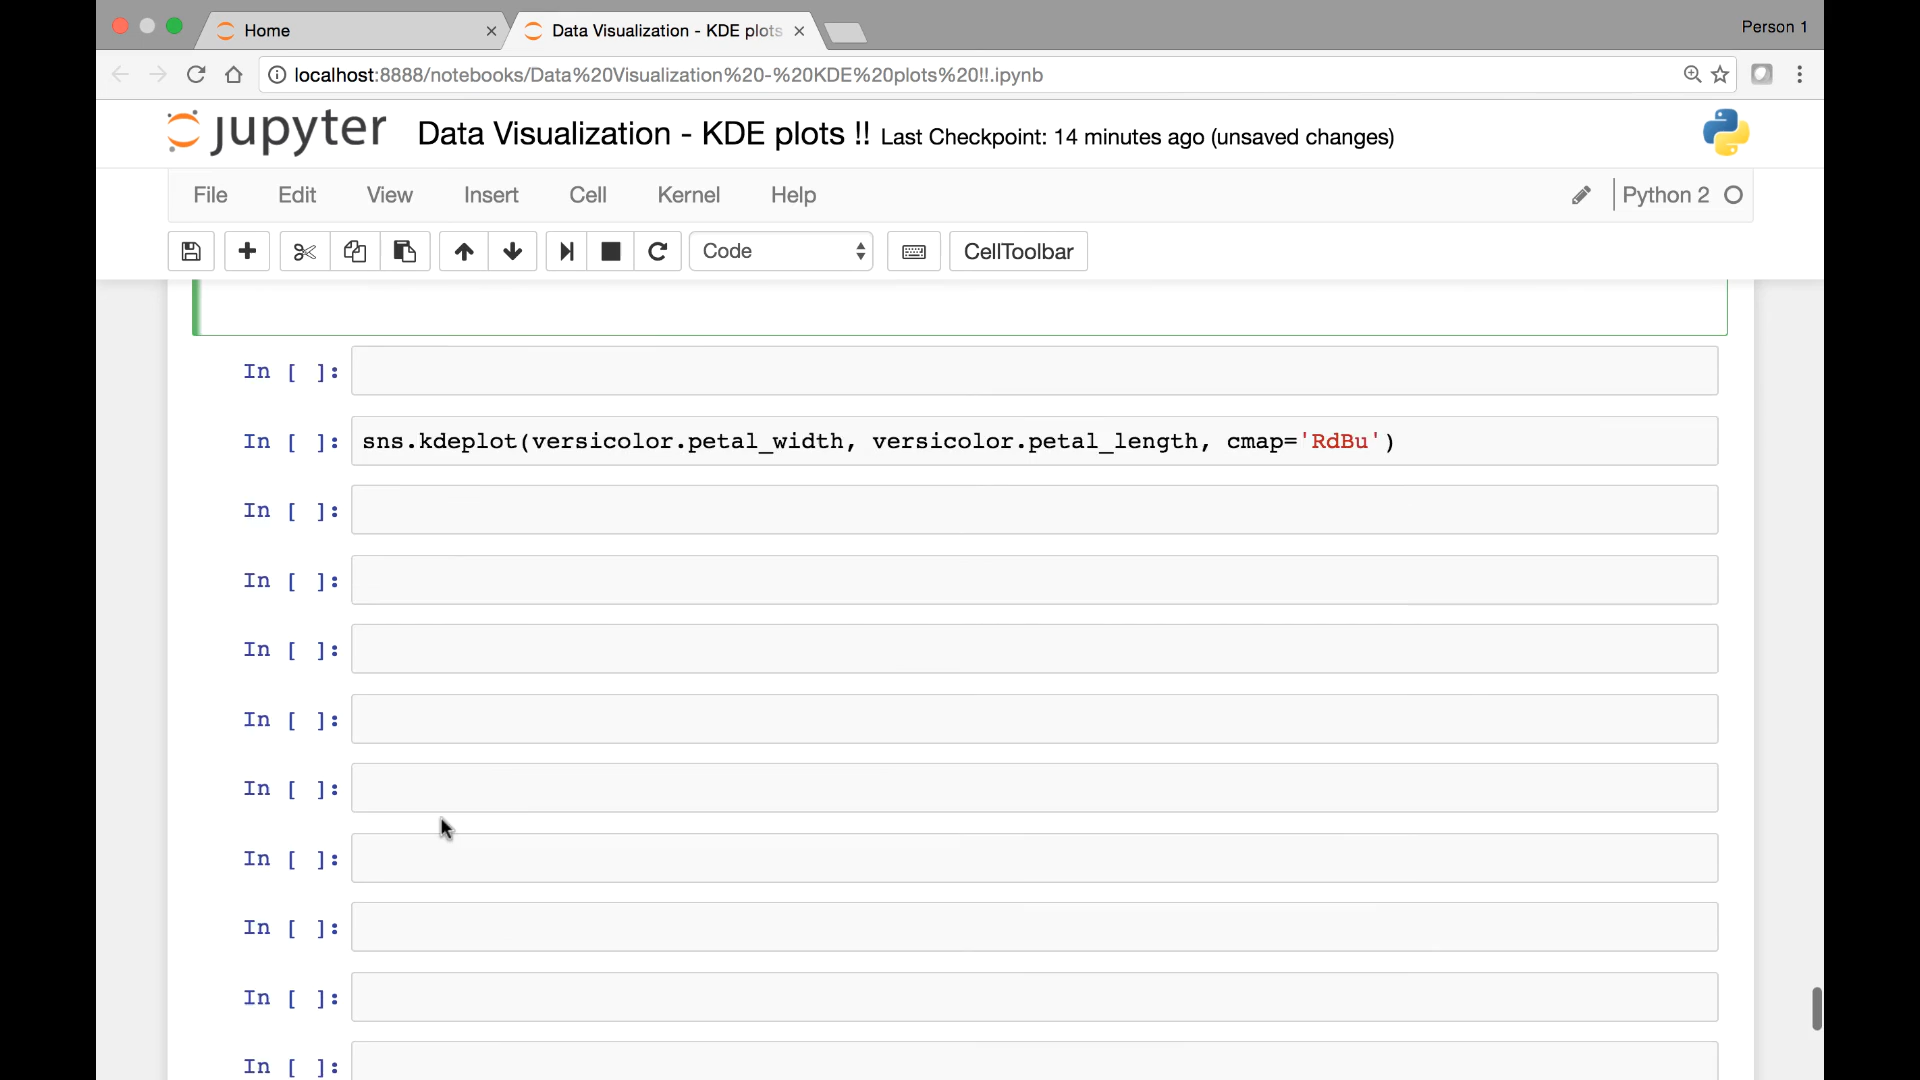 Home
Data Visualization - KDE plots
Person 1
localhost:8888/notebooks/Data%20Visualization%20-%20KDE%20plots%20!!.ipynb
jupyter Data Visualization - KDE plots !! Last Checkpoint: 14 minutes ago (unsaved changes)
File Edit View Insert Cell Kernel Help Python 2
Code CellToolbar
In [ ]:
In [ ]: sns.kdeplot(versicolor.petal_width, versicolor.petal_length, cmap='RdBu')
In [ ]:
In [ ]:
In [ ]:
In [ ]:
In [ ]:
In [ ]:
In [ ]:
In [ ]:
In [ ]: